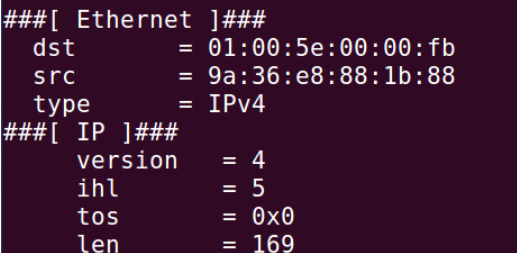 ###[ Ethernet ]###
  dst       = 01:00:5e:00:00:fb
  src       = 9a:36:e8:88:1b:88
  type      = IPv4
###[ IP ]###
     version   = 4
     ihl       = 5
     tos       = 0x0
     len       = 169